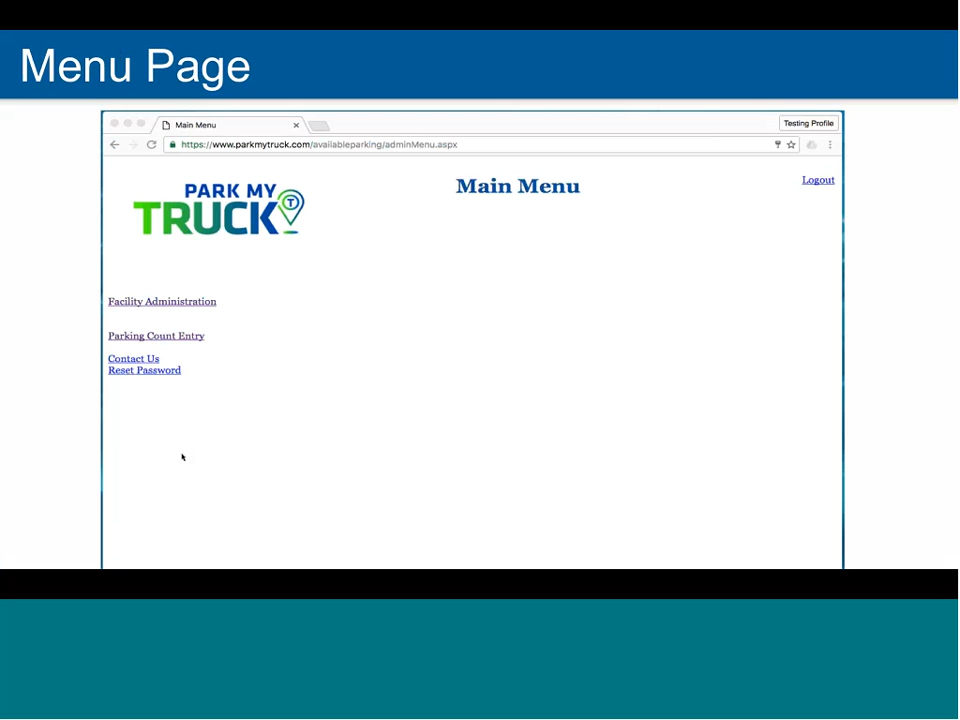 Menu Page
Main Menu
Testing Profile
https://www.parkmytruck.com/availableparking/adminMenu.aspx
PARK MY
TRUCK
T
Main Menu
Logout
Facility Administration
Parking Count Entry
Contact Us
Reset Password